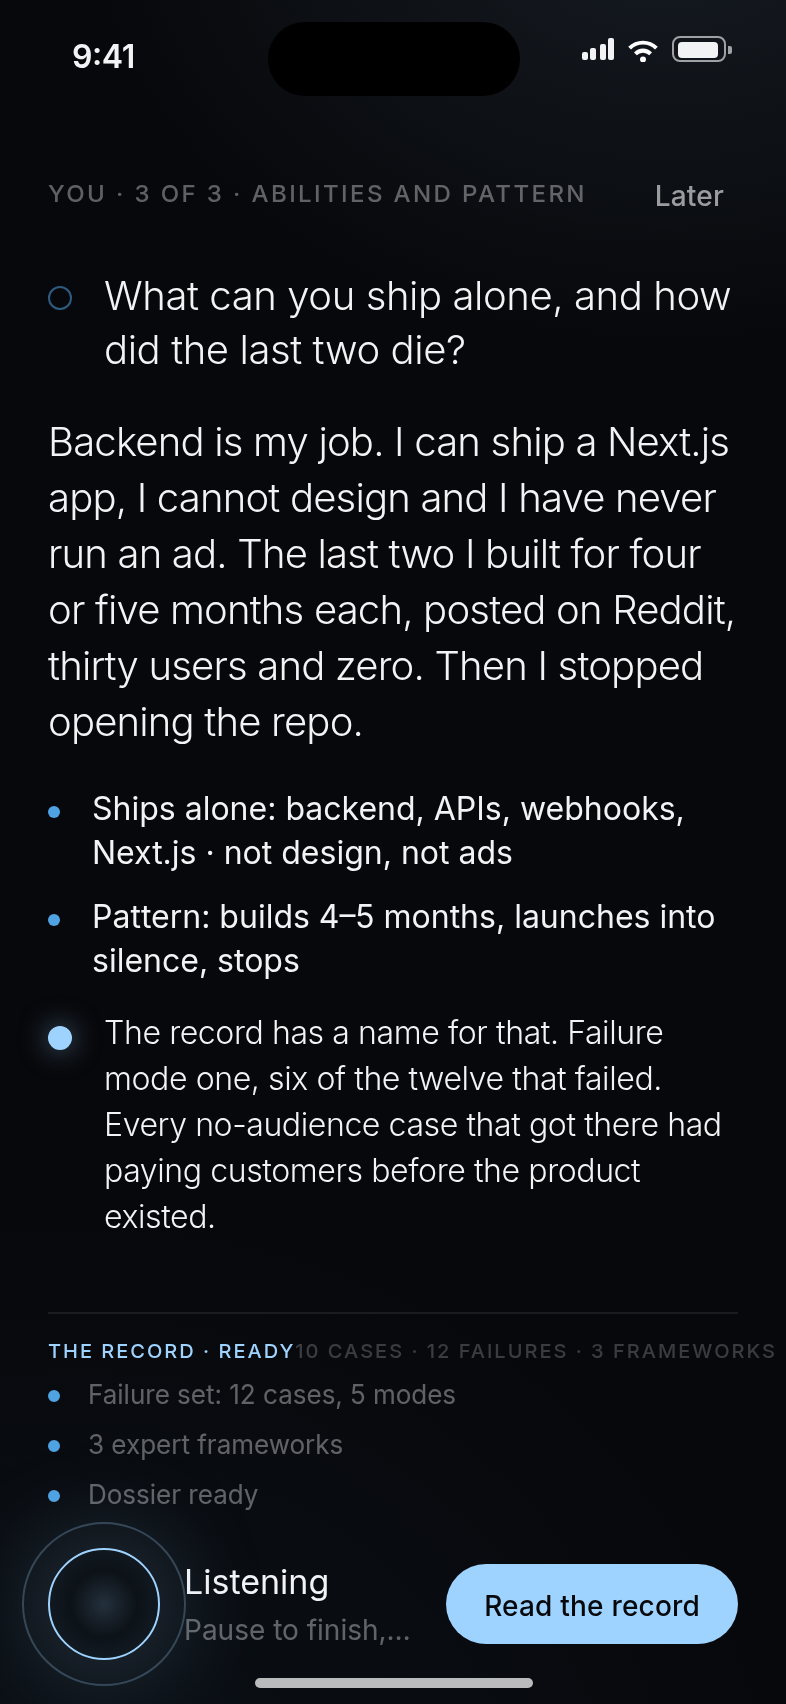 9:41
YOU · 3 OF 3 · ABILITIES AND PATTERN
Later
What can you ship alone, and how
did the last two die?
Backend is my job. I can ship a Next.js
app, I cannot design and I have never
run an ad. The last two I built for four
or five months each, posted on Reddit,
thirty users and zero. Then I stopped
opening the repo.
Ships alone: backend, APIs, webhooks,
Next.js · not design, not ads
Pattern: builds 4–5 months, launches into
silence, stops
The record has a name for that. Failure
mode one, six of the twelve that failed.
Every no-audience case that got there had
paying customers before the product
existed.
THE RECORD · READY
10 CASES · 12 FAILURES · 3 FRAMEWORKS
Failure set: 12 cases, 5 modes
3 expert frameworks
Dossier ready
Listening
Pause to finish,...
Read the record